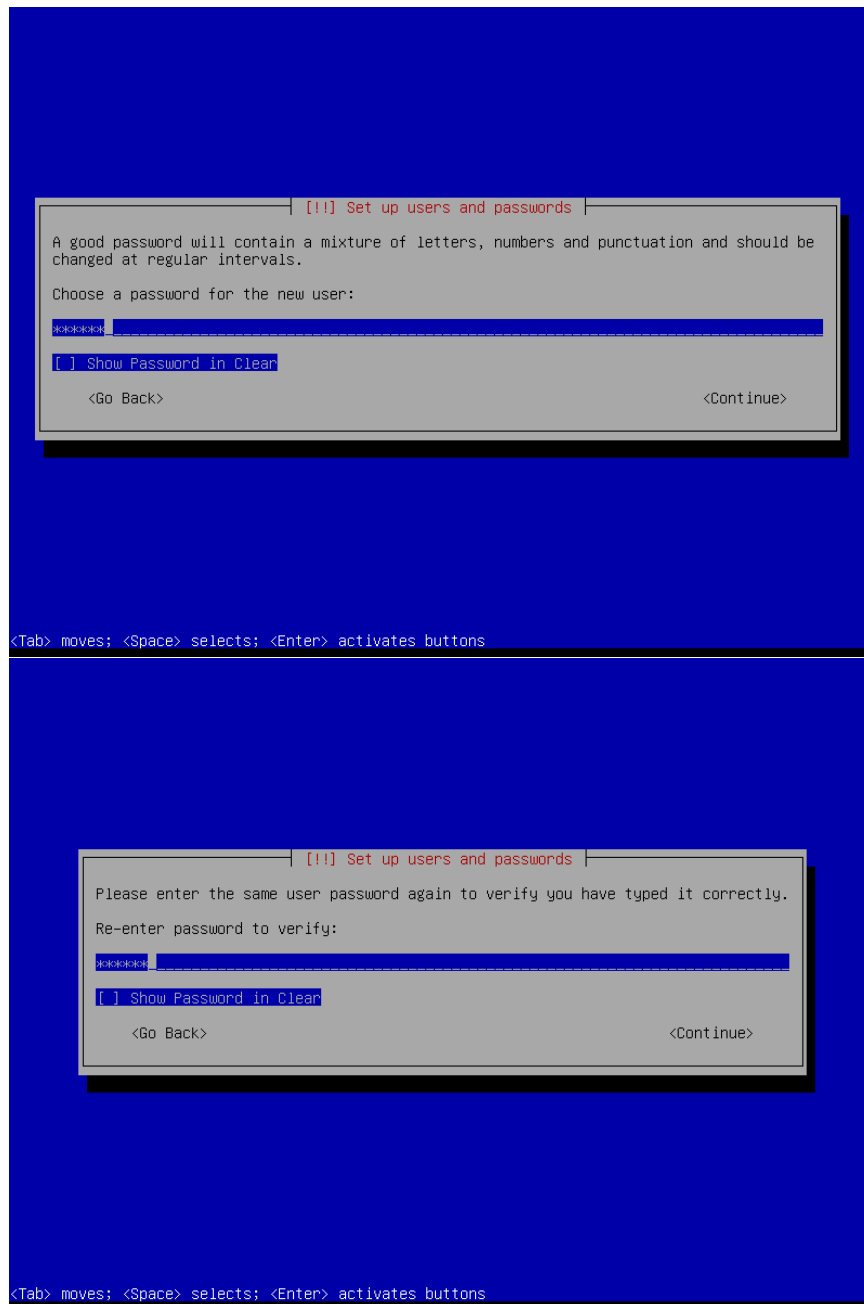 [!!] Set up users and passwords
A good password will contain a mixture of letters, numbers and punctuation and should be
changed at regular intervals.
Choose a password for the new user:
******
[ ] Show Password in Clear
<Go Back> <Continue>
<Tab> moves; <Space> selects; <Enter> activates buttons
[!!] Set up users and passwords
Please enter the same user password again to verify you have typed it correctly.
Re-enter password to verify:
******
[ ] Show Password in Clear
<Go Back> <Continue>
<Tab> moves; <Space> selects; <Enter> activates buttons